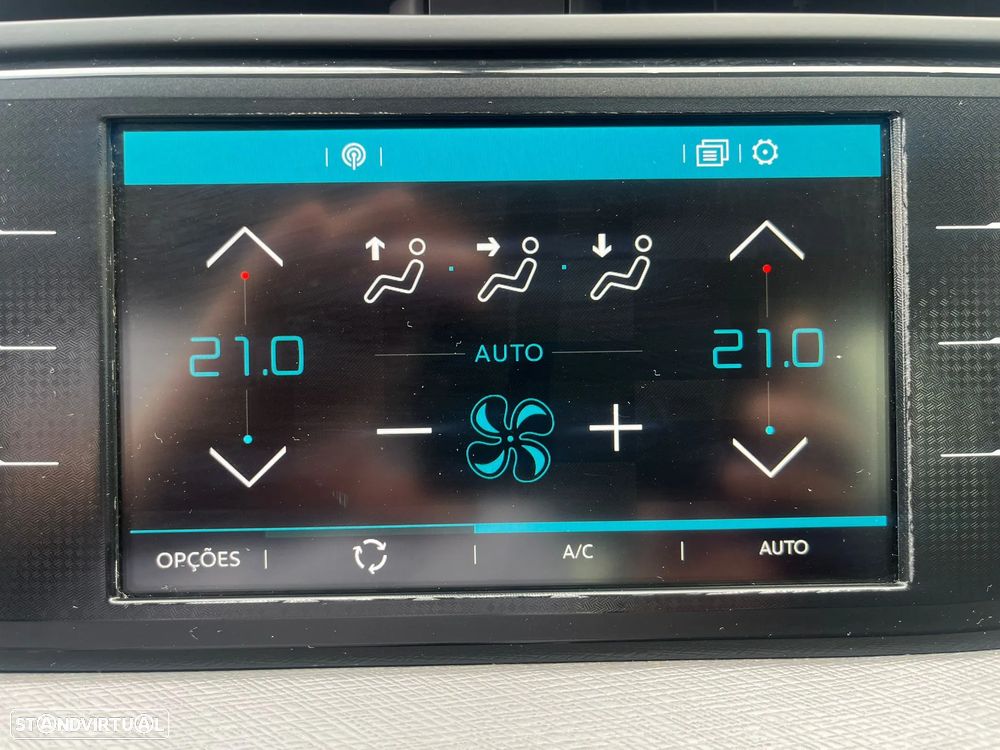 21.0
AUTO
21.0
OPÇÕES
A/C
AUTO
STANDVIRTUAL